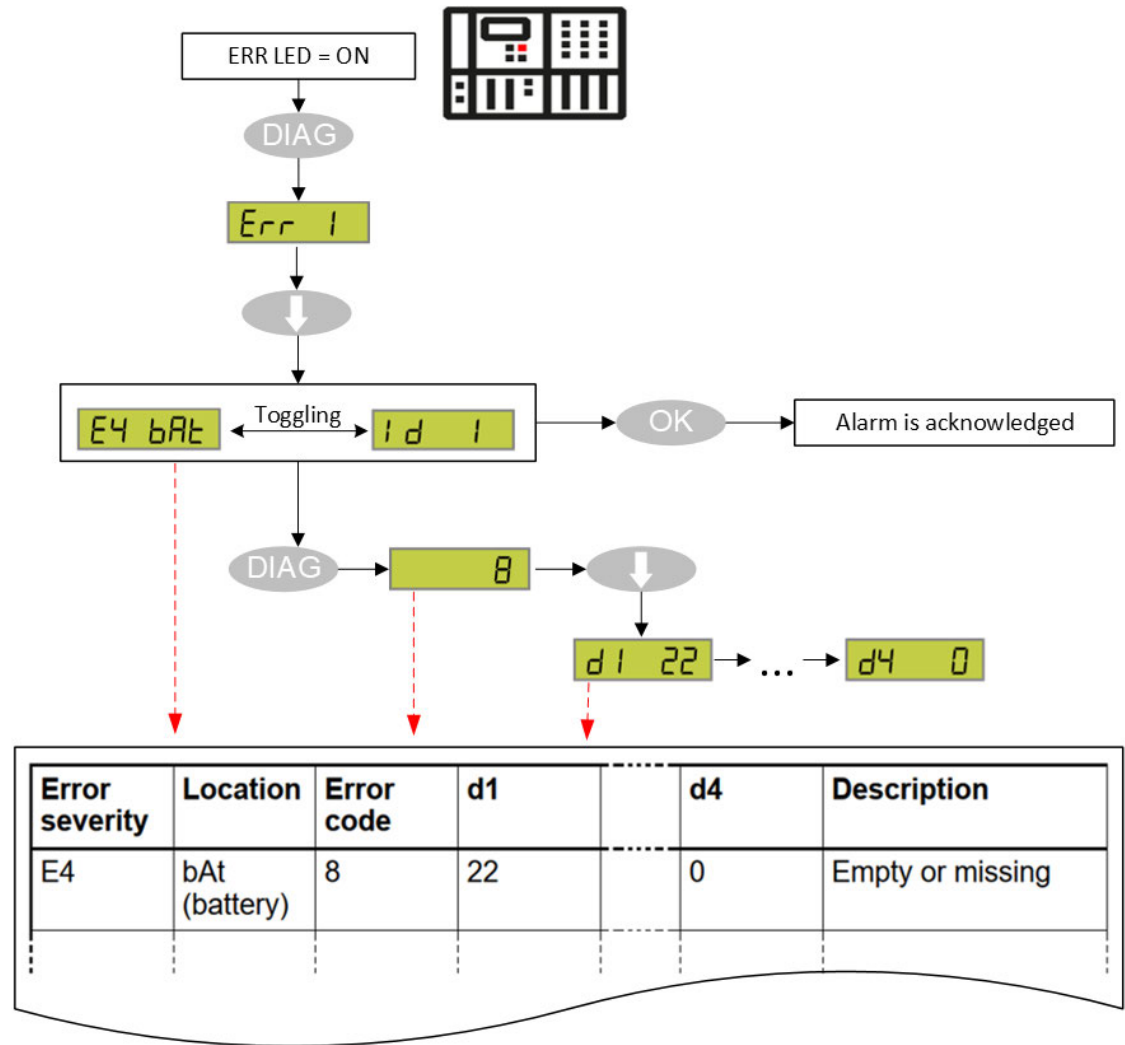 ERR LED = ON
DIAG
Err 1
E4 bAt
Toggling
Id 1
OK
Alarm is acknowledged
DIAG
8
d1 22
...
d4 0
Error severity
Location
Error code
d1
d4
Description
E4
bAt (battery)
8
22
0
Empty or missing